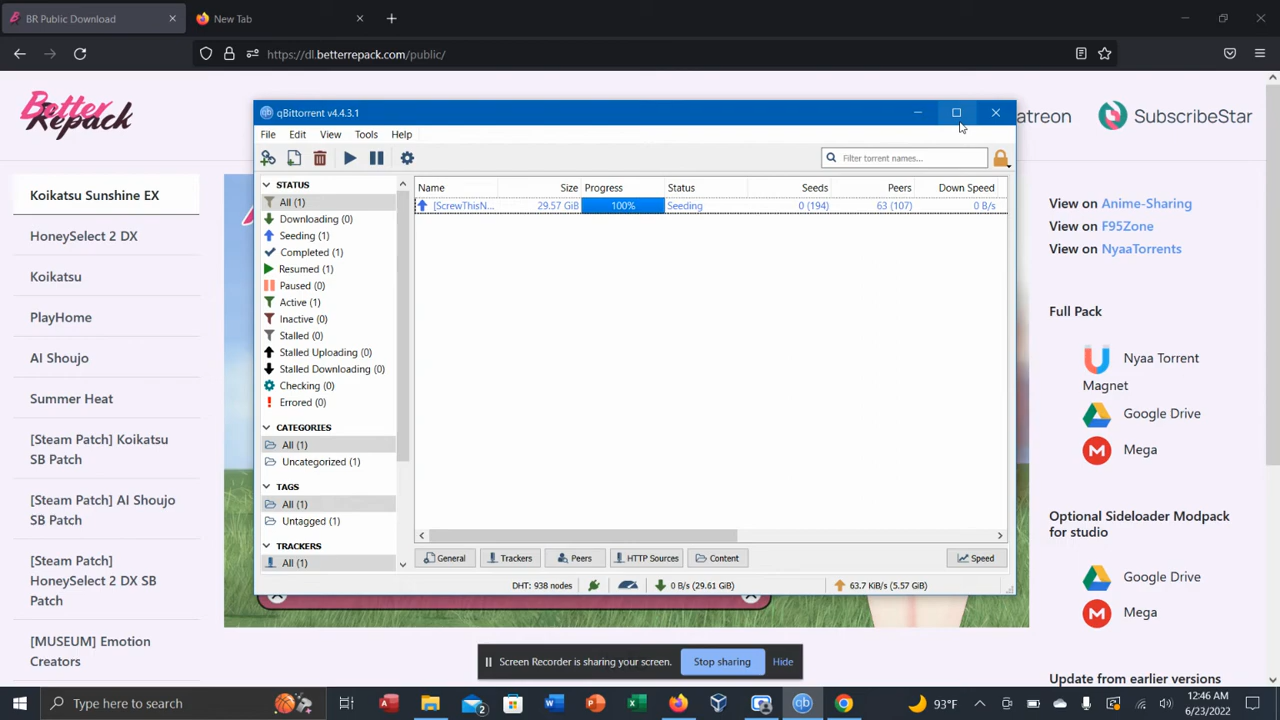 BR Public Download
New Tab
https://dl.betterrepack.com/public/
Better
Repack
atreon
SubscribeStar
Koikatsu Sunshine EX
HoneySelect 2 DX
Koikatsu
PlayHome
AI Shoujo
Summer Heat
[Steam Patch] Koikatsu
SB Patch
[Steam Patch] AI Shoujo
SB Patch
[Steam Patch]
HoneySelect 2 DX SB
Patch
[MUSEUM] Emotion
Creators
qBittorrent v4.4.3.1
File Edit View Tools Help
Filter torrent names...
STATUS
All (1)
Downloading (0)
Seeding (1)
Completed (1)
Resumed (1)
Paused (0)
Active (1)
Inactive (0)
Stalled (0)
Stalled Uploading (0)
Stalled Downloading (0)
Checking (0)
Errored (0)
CATEGORIES
All (1)
Uncategorized (1)
TAGS
All (1)
Untagged (1)
TRACKERS
All (1)
Name Size Progress Status Seeds Peers Down Speed
[ScrewThisN... 29.57 GiB 100% Seeding 0 (194) 63 (107) 0 B/s
General Trackers Peers HTTP Sources Content Speed
DHT: 938 nodes 0 B/s (29.61 GiB) 63.7 KiB/s (5.57 GiB)
View on Anime-Sharing
View on F95Zone
View on NyaaTorrents
Full Pack
Nyaa Torrent
Magnet
Google Drive
Mega
Optional Sideloader Modpack
for studio
Google Drive
Mega
Update from earlier versions
Screen Recorder is sharing your screen. Stop sharing Hide
Type here to search
2
93°F
12:46 AM
6/23/2022